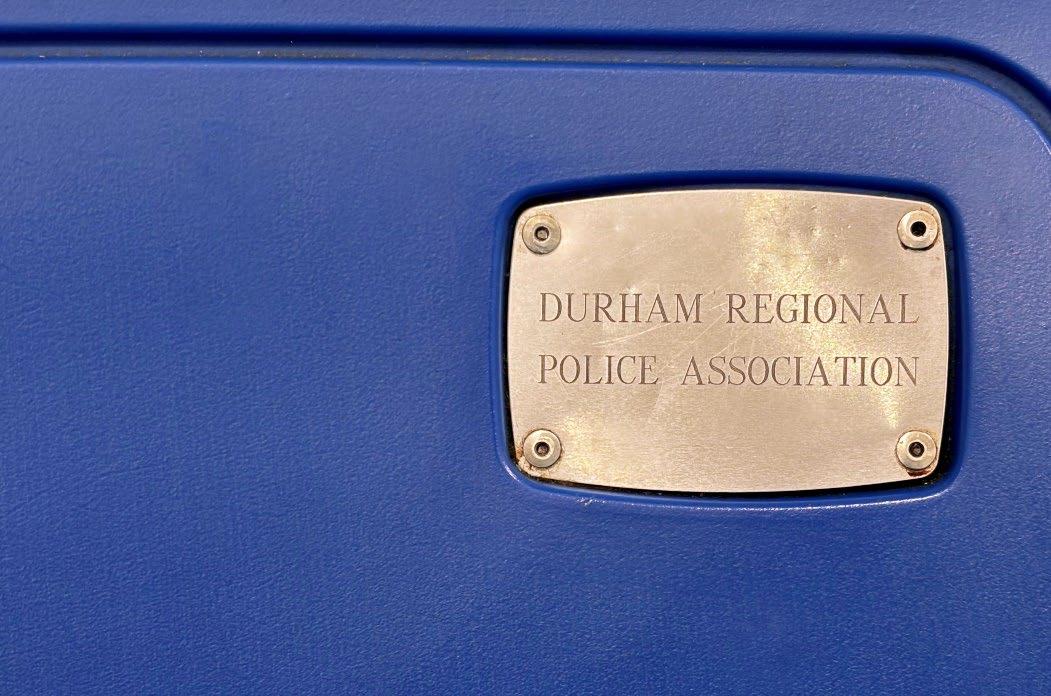 DURHAM REGIONAL
POLICE ASSOCIATION